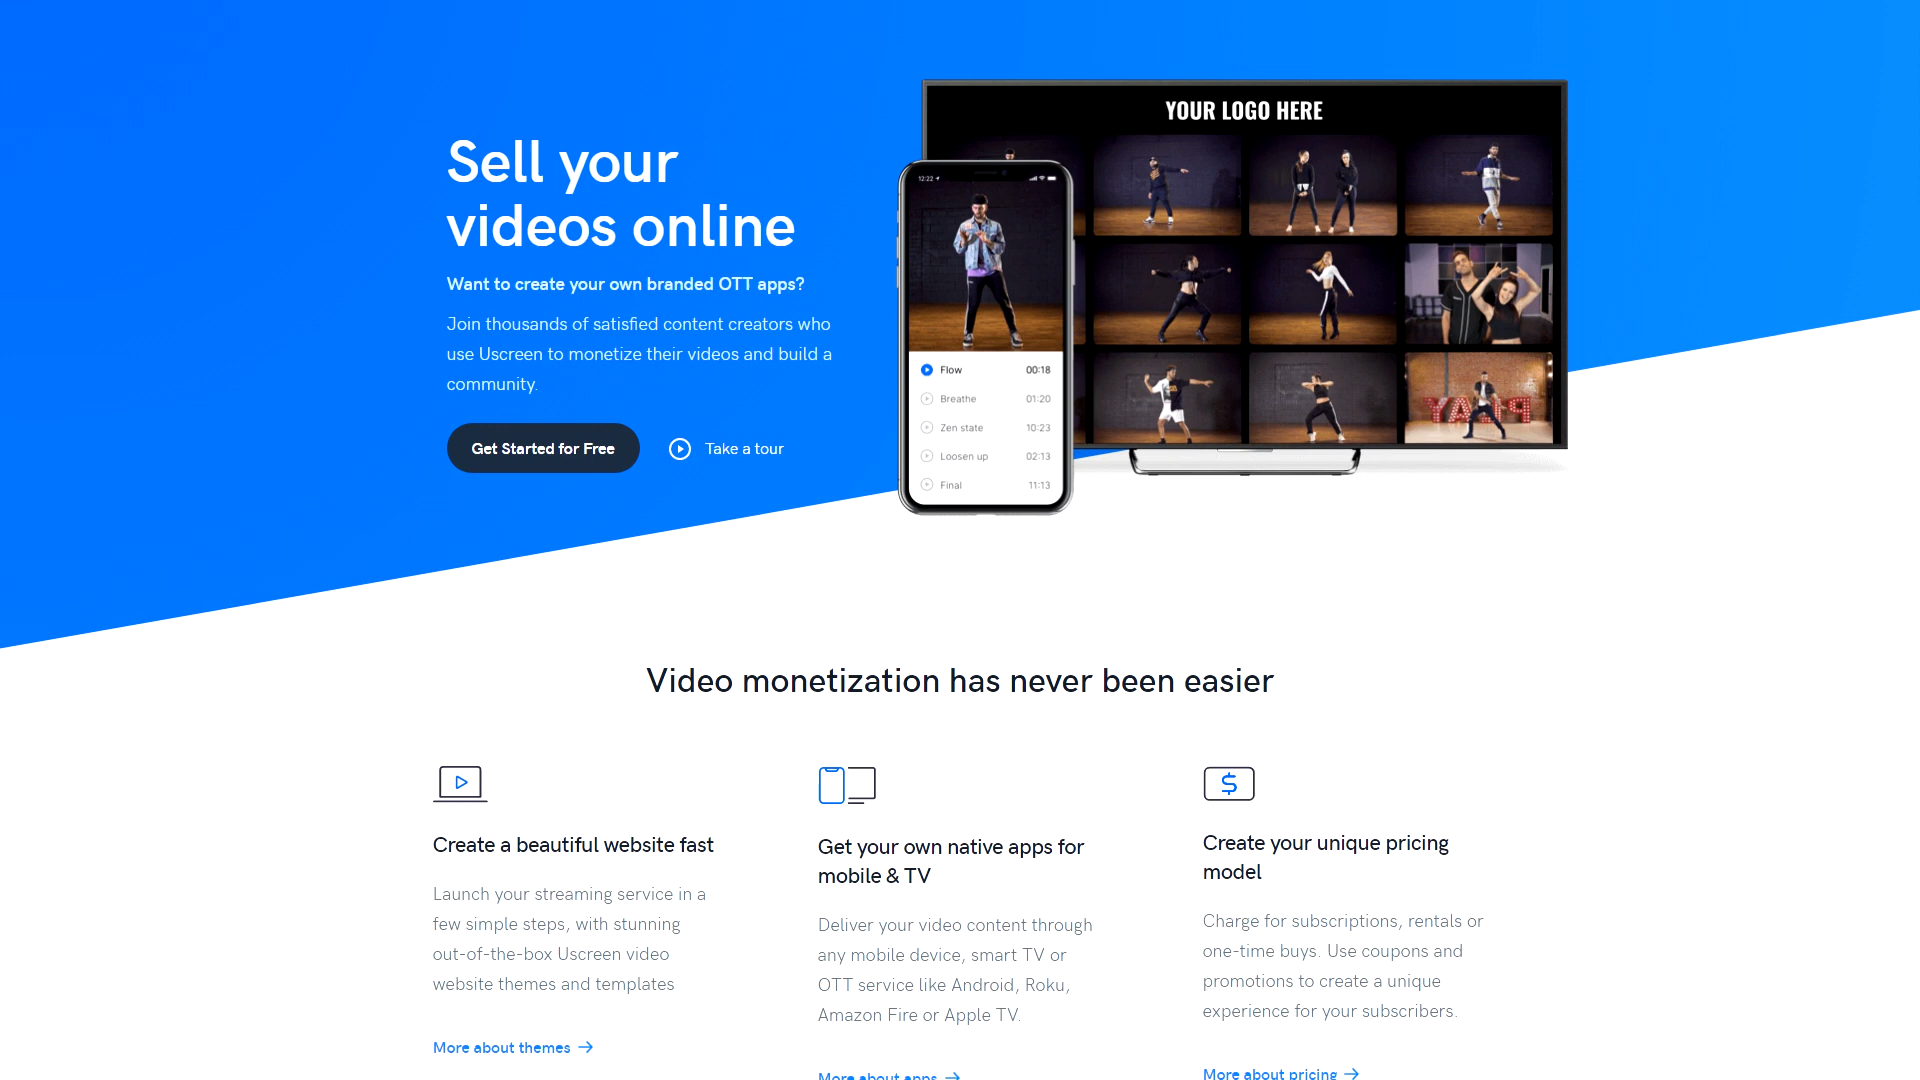 YOUR LOGO HERE
Sell your
videos online
Want to create your own branded OTT apps?
Join thousands of satisfied content creators who
use Uscreen to monetize their videos and build a
community.
Get Started for Free
Take a tour
12:22
Flow 00:18
Breathe 01:20
Zen state 10:23
Loosen up 02:13
Final 11:13
PLAY
Video monetization has never been easier
Create a beautiful website fast
Launch your streaming service in a
few simple steps, with stunning
out-of-the-box Uscreen video
website themes and templates
More about themes →
Get your own native apps for
mobile & TV
Deliver your video content through
any mobile device, smart TV or
OTT service like Android, Roku,
Amazon Fire or Apple TV.
More about apps →
$
Create your unique pricing
model
Charge for subscriptions, rentals or
one-time buys. Use coupons and
promotions to create a unique
experience for your subscribers.
More about pricing →